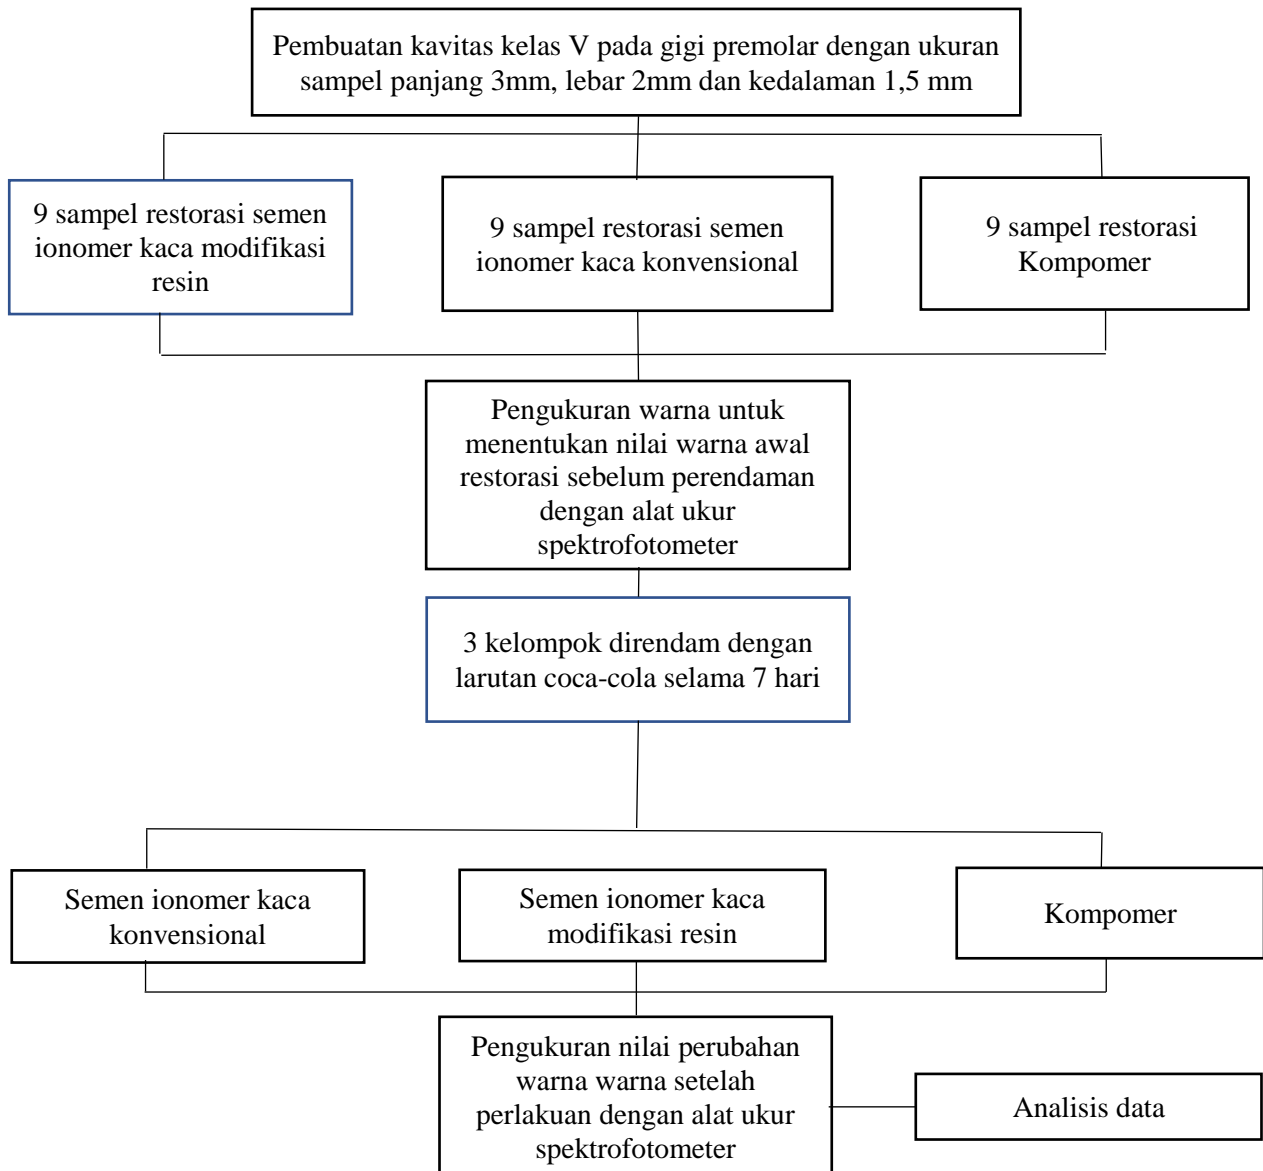 Pembuatan kavitas kelas V pada gigi premolar dengan ukuran
sampel panjang 3mm, lebar 2mm dan kedalaman 1,5 mm
9 sampel restorasi semen
ionomer kaca modifikasi
resin
9 sampel restorasi semen
ionomer kaca konvensional
9 sampel restorasi
Kompomer
Pengukuran warna untuk
menentukan nilai warna awal
restorasi sebelum perendaman
dengan alat ukur
spektrofotometer
3 kelompok direndam dengan
larutan coca-cola selama 7 hari
Semen ionomer kaca
konvensional
Semen ionomer kaca
modifikasi resin
Kompomer
Pengukuran nilai perubahan
warna warna setelah
perlakuan dengan alat ukur
spektrofotometer
Analisis data